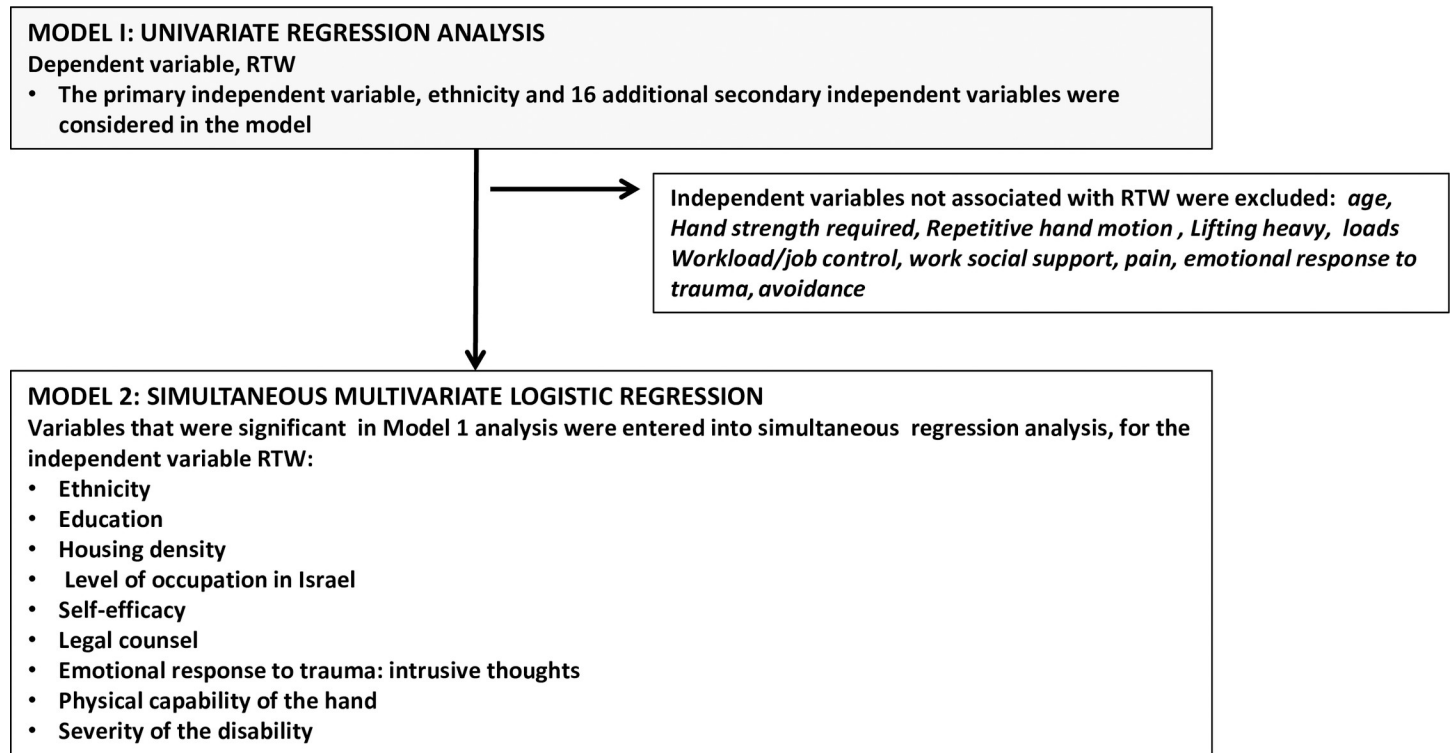 MODEL I: UNIVARIATE REGRESSION ANALYSIS
Dependent variable, RTW
• The primary independent variable, ethnicity and 16 additional secondary independent variables were
considered in the model
Independent variables not associated with RTW were excluded: age,
Hand strength required, Repetitive hand motion , Lifting heavy, loads
Workload/job control, work social support, pain, emotional response to
trauma, avoidance
MODEL 2: SIMULTANEOUS MULTIVARIATE LOGISTIC REGRESSION
Variables that were significant in Model 1 analysis were entered into simultaneous regression analysis, for the
independent variable RTW:
• Ethnicity
• Education
• Housing density
• Level of occupation in Israel
• Self-efficacy
• Legal counsel
• Emotional response to trauma: intrusive thoughts
• Physical capability of the hand
• Severity of the disability